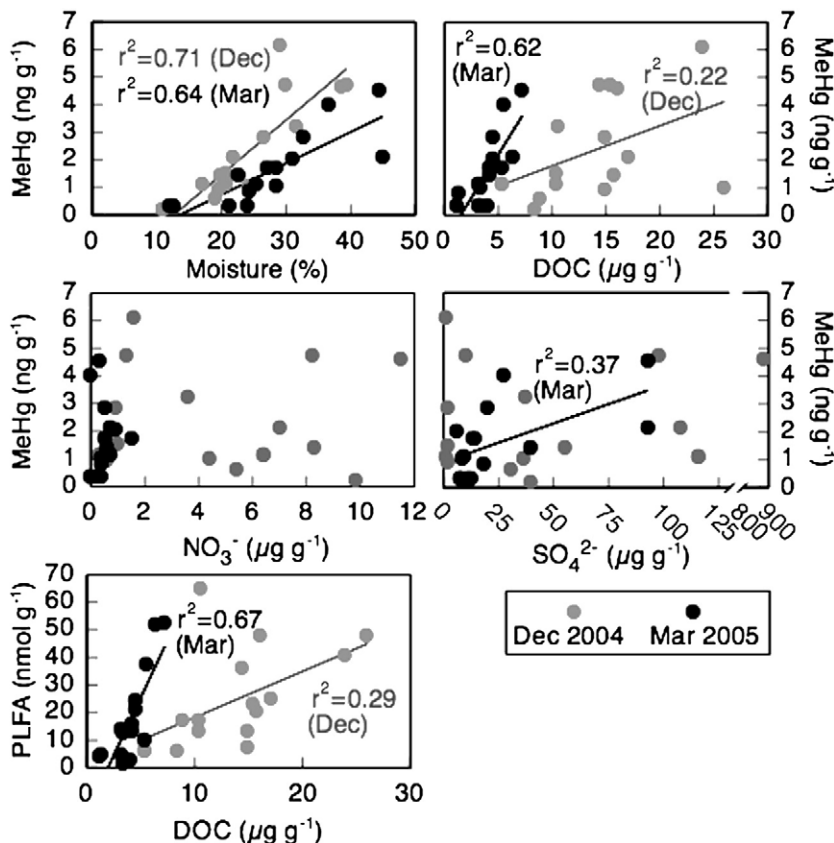 MeHg (ng g⁻¹)
7
6
5
4
3
2
1
0
r²=0.71 (Dec)
r²=0.64 (Mar)
0 10 20 30 40 50
Moisture (%)
r²=0.62
(Mar)
r²=0.22
(Dec)
0 5 10 15 20 25 30
DOC (µg g⁻¹)
7
6
5
4
3
2
1
0
MeHg (ng g⁻¹)
MeHg (ng g⁻¹)
7
6
5
4
3
2
1
0
0 2 4 6 8 10 12
NO₃⁻ (µg g⁻¹)
r²=0.37
(Mar)
0 25 50 75 100 125 800 900
SO₄²⁻ (µg g⁻¹)
7
6
5
4
3
2
1
0
MeHg (ng g⁻¹)
PLFA (nmol g⁻¹)
70
60
50
40
30
20
10
0
r²=0.67
(Mar)
r²=0.29
(Dec)
0 10 20 30
DOC (µg g⁻¹)
Dec 2004 Mar 2005